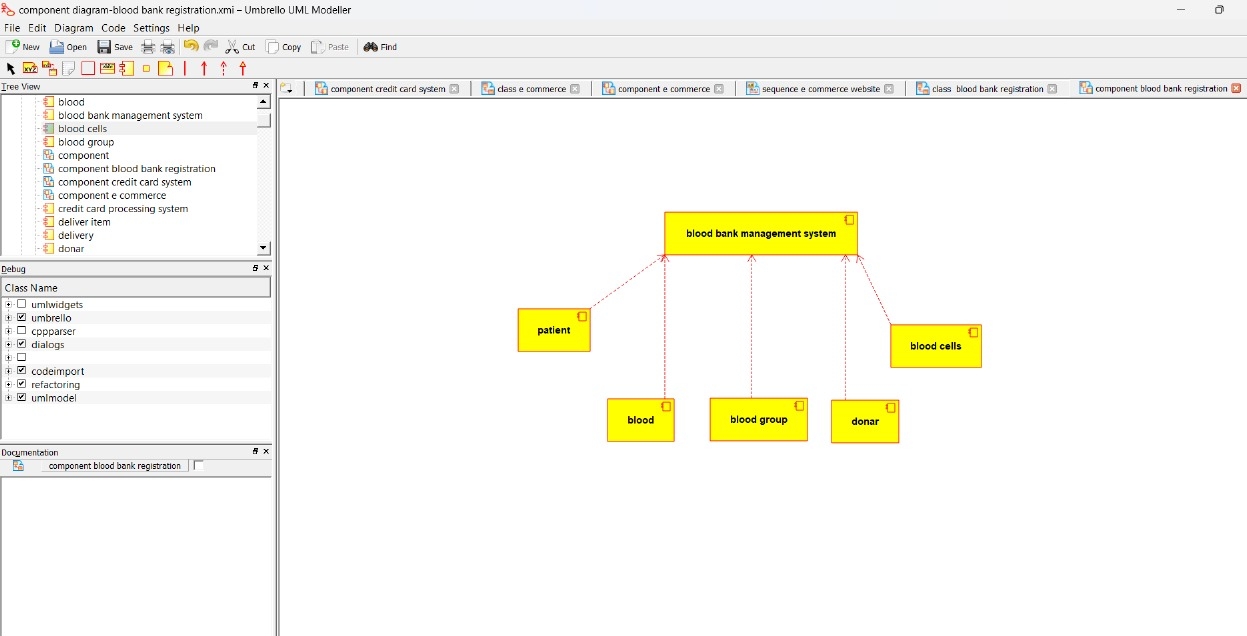 component diagram-blood bank registration.xmi – Umbrello UML Modeller
File Edit Diagram Code Settings Help
New Open Save Cut Copy Paste Find
XYZ
Tree View
component credit card system
class e commerce
component e commerce
sequence e commerce website
class blood bank registration
component blood bank registration
blood
blood bank management system
blood cells
blood group
component
component blood bank registration
component credit card system
component e commerce
credit card processing system
deliver item
delivery
donar
Debug
Class Name
umlwidgets
umbrello
cppparser
dialogs
codeimport
refactoring
umlmodel
Documentation
component blood bank registration
blood bank management system
patient
blood cells
blood
blood group
donar